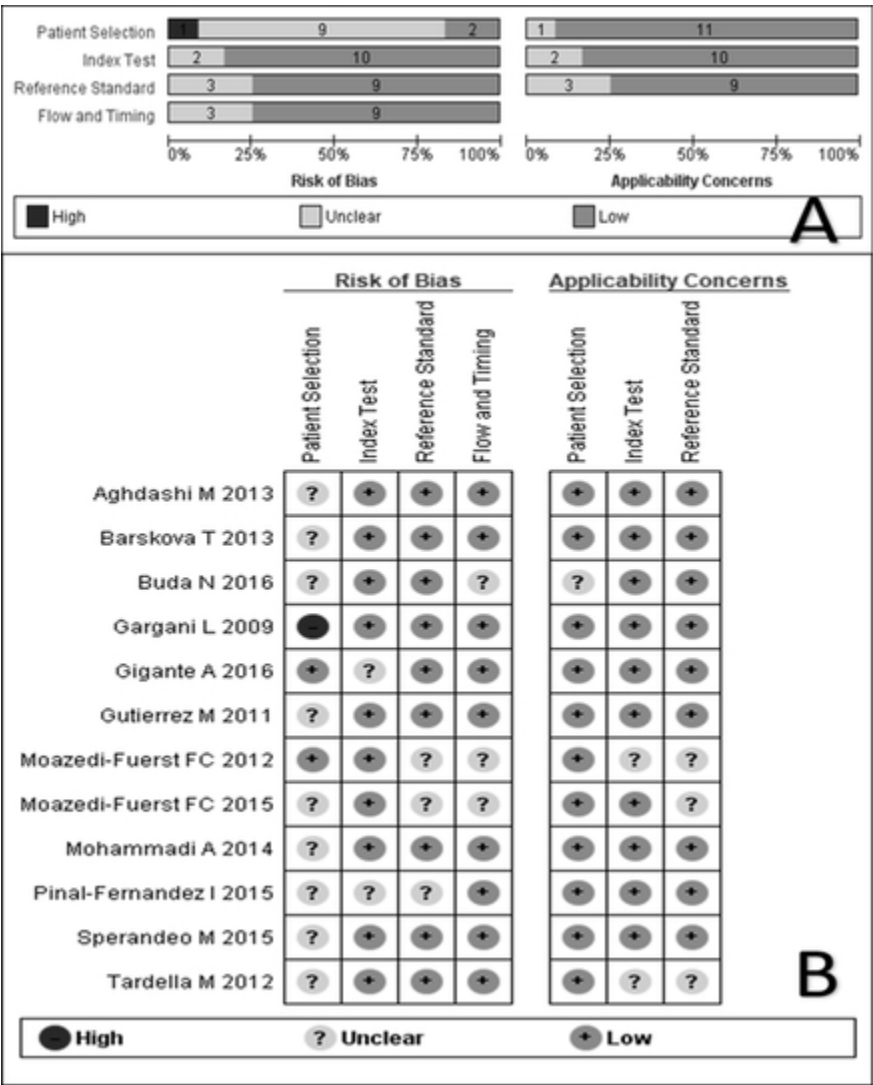 Patient Selection 1 9 2 1 11
Index Test 2 10 2 10
Reference Standard 3 9 3 9
Flow and Timing 3 9
0% 25% 50% 75% 100% 0% 25% 50% 75% 100%
Risk of Bias Applicability Concerns
High Unclear Low
A
Risk of Bias Applicability Concerns
Patient Selection
Index Test
Reference Standard
Flow and Timing
Patient Selection
Index Test
Reference Standard
Aghdashi M 2013 ? + + + + + +
Barskova T 2013 ? + + + + + +
Buda N 2016 ? + + ? ? + +
Gargani L 2009 - + + + + + +
Gigante A 2016 + ? + + + + +
Gutierrez M 2011 ? + + + + + +
Moazedi-Fuerst FC 2012 + + ? ? + ? ?
Moazedi-Fuerst FC 2015 ? + ? ? + + ?
Mohammadi A 2014 ? + + + + + +
Pinal-Fernandez I 2015 ? ? ? + + + +
Sperandeo M 2015 ? + + + + + +
Tardella M 2012 ? + + + + ? ?
B
- High ? Unclear + Low